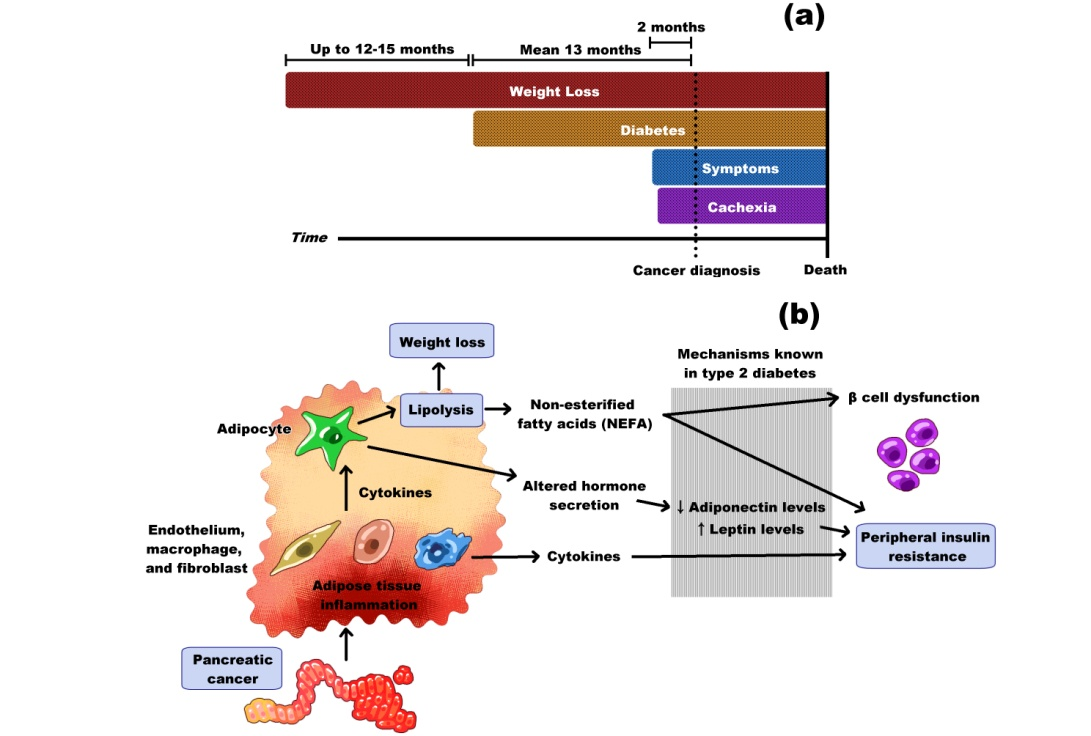 (a)
2 months
Up to 12-15 months
Mean 13 months
Weight Loss
Diabetes
Symptoms
Cachexia
Time
Cancer diagnosis
Death
(b)
Weight loss
Mechanisms known
in type 2 diabetes
Lipolysis
Non-esterified
fatty acids (NEFA)
β cell dysfunction
Adipocyte
Cytokines
Altered hormone
secretion
↓ Adiponectin levels
↑ Leptin levels
Endothelium,
macrophage,
and fibroblast
Cytokines
Peripheral insulin
resistance
Adipose tissue
inflammation
Pancreatic
cancer